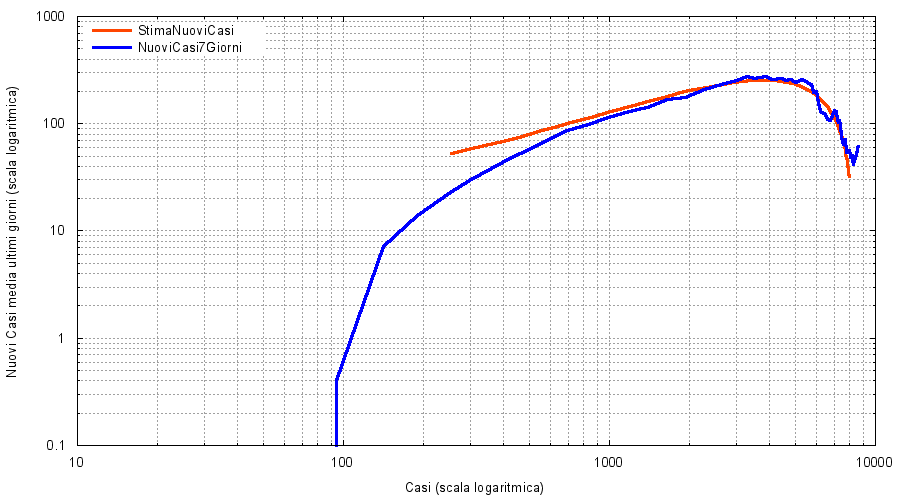 1000
StimaNuoviCasi
NuoviCasi7Giorni
100
10
1
0.1
10 100 1000 10000
Nuovi Casi media ultimi giorni (scala logaritmica)
Casi (scala logaritmica)